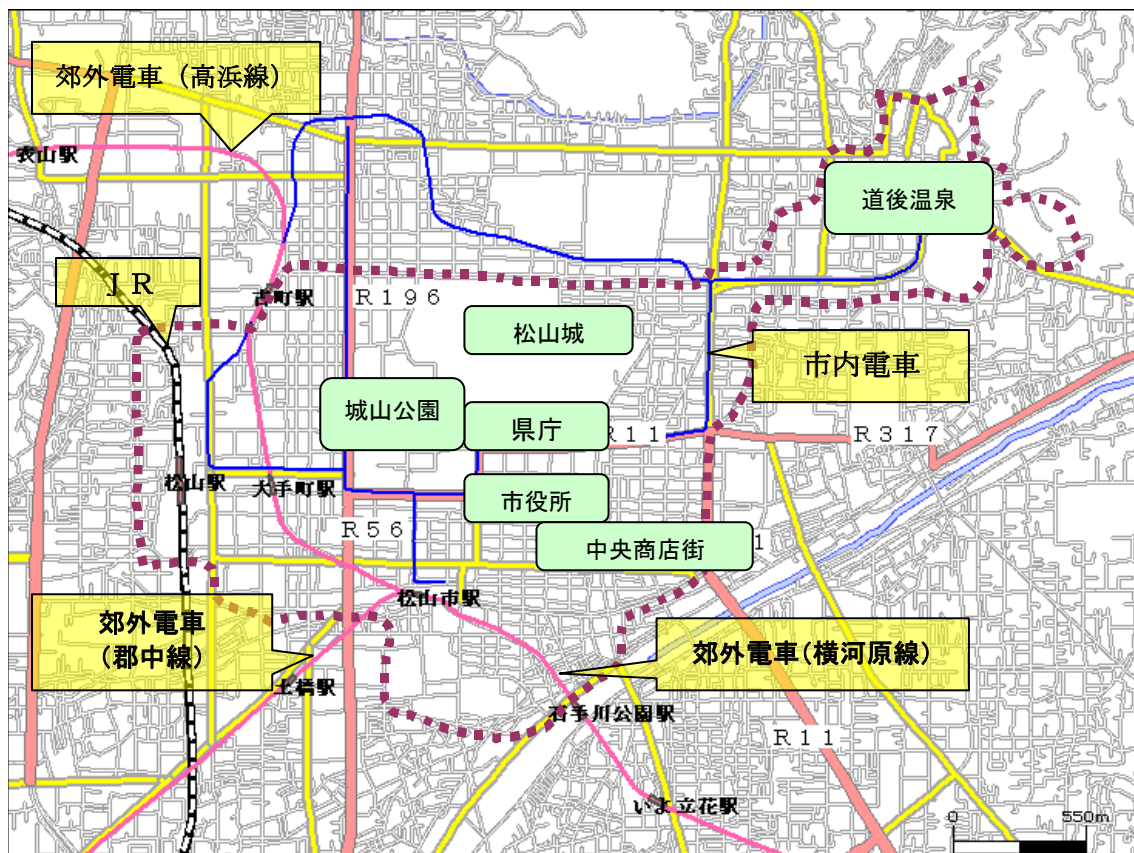 郊外電車（高浜線）
衣山駅
道後温泉
ＪＲ
古町駅
Ｒ１９６
松山城
市内電車
城山公園
県庁
Ｒ１１
Ｒ３１７
松山駅
大手町駅
市役所
Ｒ５６
中央商店街
1
松山市駅
郊外電車
（郡中線）
郊外電車（横河原線）
土橋駅
石手川公園駅
Ｒ１１
いよ立花駅
0
550m